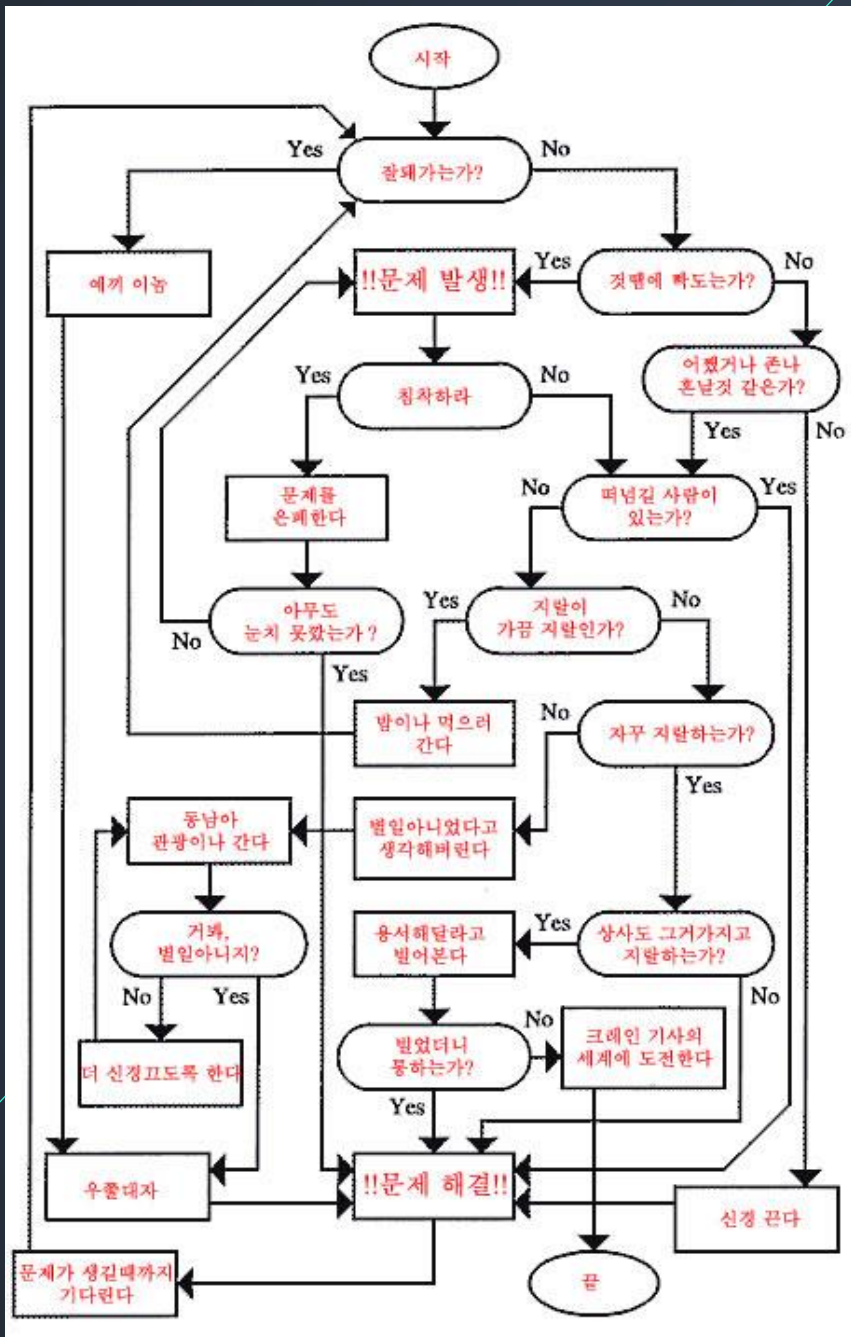 시작
Yes
No
잘돼가는가?
예끼 이놈
!!문제 발생!!
Yes
것땜에 빡도는가?
No
어쨌거나 존나
혼날것 같은가?
Yes
침착하라
No
Yes
No
문제를
은폐한다
No
떠넘길 사람이
있는가?
Yes
아무도
눈치 못깠는가?
No
Yes
Yes
지랄이
가끔 지랄인가?
No
밥이나 먹으러
간다
No
자꾸 지랄하는가?
Yes
동남아
관광이나 간다
별일아니었다고
생각해버린다
거봐,
별일아니지?
No
Yes
용서해달라고
빌어본다
Yes
상사도 그거가지고
지랄하는가?
No
더 신경끄도록 한다
빌었더니
통하는가?
No
Yes
크레인 기사의
세계에 도전한다
우쭐대자
!!문제 해결!!
신경 끈다
문제가 생길때까지
기다린다
끝